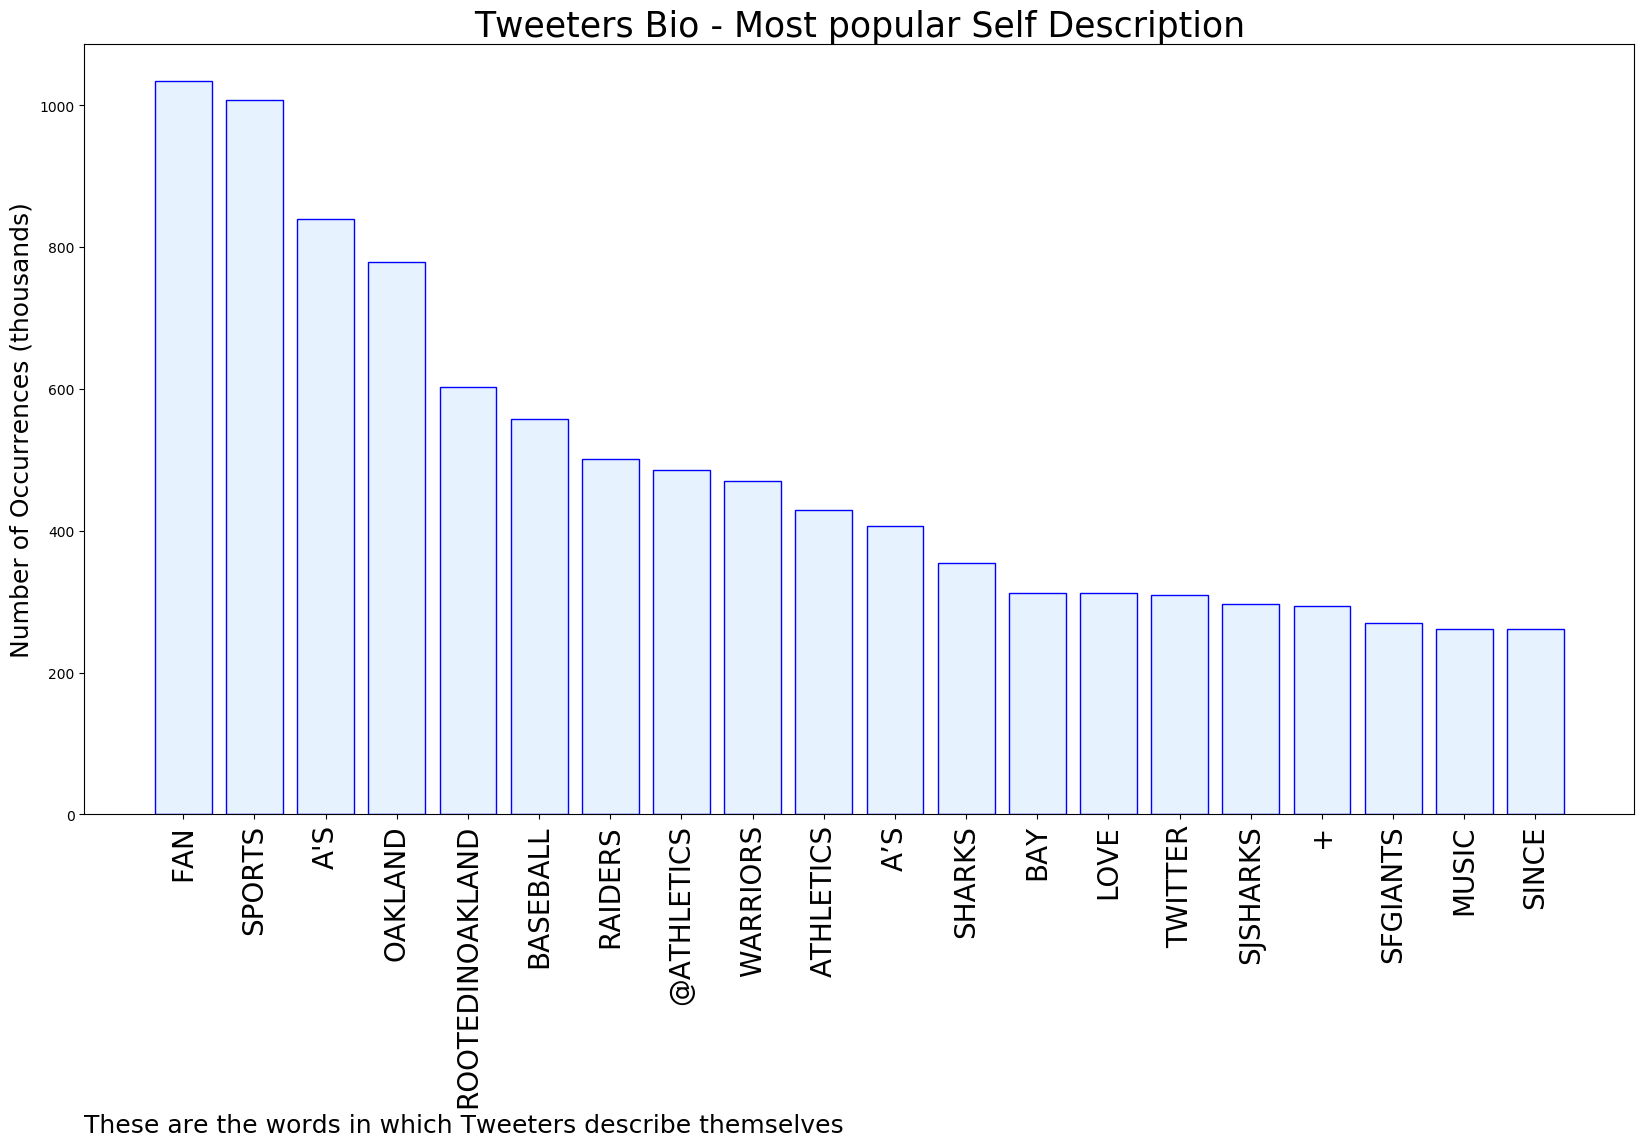 Tweeters Bio - Most popular Self Description
Number of Occurrences (thousands)
1000
800
600
400
200
0
FAN
SPORTS
A'S
OAKLAND
ROOTEDINOAKLAND
BASEBALL
RAIDERS
@ATHLETICS
WARRIORS
ATHLETICS
A’S
SHARKS
BAY
LOVE
TWITTER
SJSHARKS
+
SFGIANTS
MUSIC
SINCE
These are the words in which Tweeters describe themselves